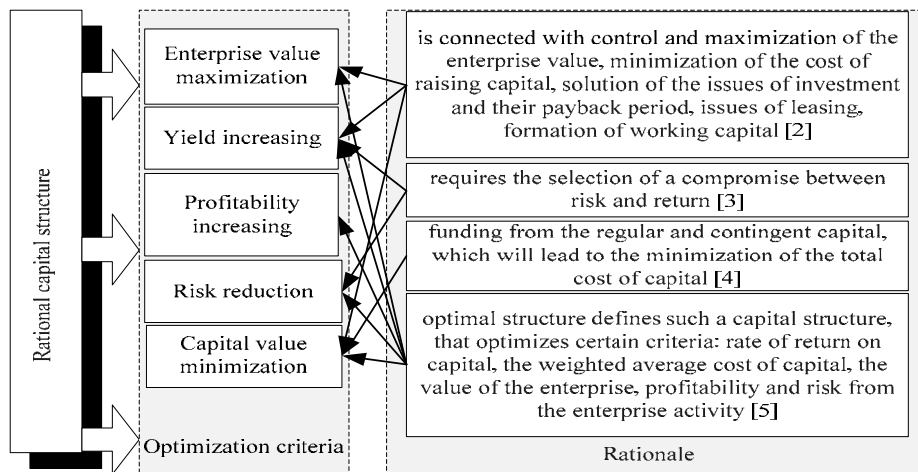 Rational capital structure
Enterprise value
maximization
Yield increasing
Profitability
increasing
Risk reduction
Capital value
minimization
Optimization criteria
is connected with control and maximization of the
enterprise value, minimization of the cost of
raising capital, solution of the issues of investment
and their payback period, issues of leasing,
formation of working capital [2]
requires the selection of a compromise between
risk and return [3]
funding from the regular and contingent capital,
which will lead to the minimization of the total
cost of capital [4]
optimal structure defines such a capital structure,
that optimizes certain criteria: rate of return on
capital, the weighted average cost of capital, the
value of the enterprise, profitability and risk from
the enterprise activity [5]
Rationale